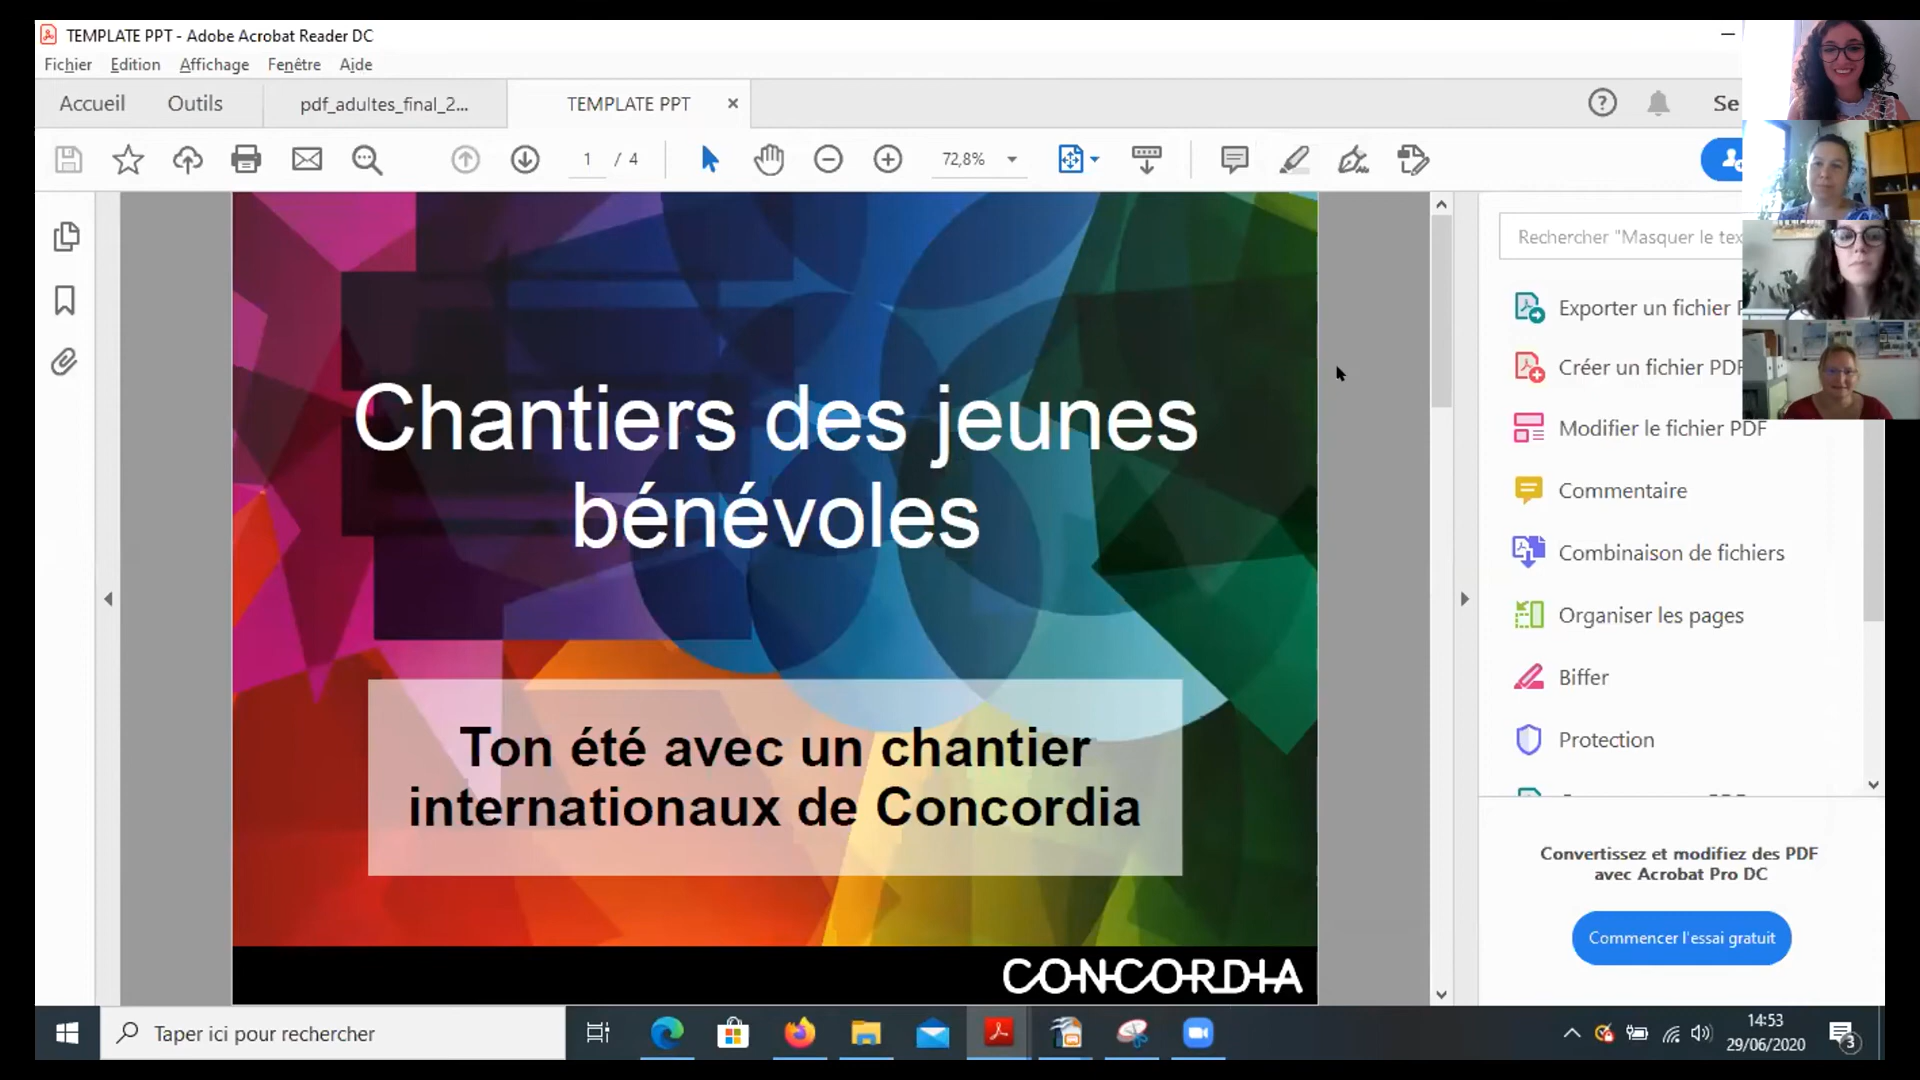 TEMPLATE PPT - Adobe Acrobat Reader DC
Fichier Edition Affichage Fenêtre Aide
Accueil Outils pdf_adultes_final_2... TEMPLATE PPT × Se
1 / 4 72,8%
Rechercher "Masquer le tex
Exporter un fichier P
Créer un fichier PDF
Modifier le fichier PDF
Commentaire
Combinaison de fichiers
Organiser les pages
Biffer
Protection
Chantiers des jeunes
bénévoles
Ton été avec un chantier
internationaux de Concordia
CONCORDIA
Convertissez et modifiez des PDF
avec Acrobat Pro DC
Commencer l'essai gratuit
Taper ici pour rechercher
14:53
29/06/2020
3